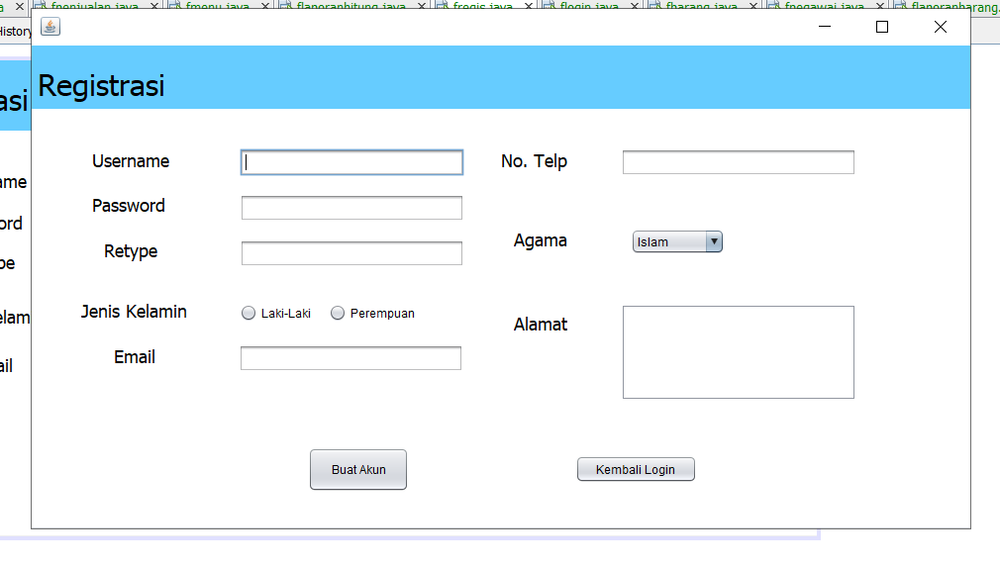 fpenjualan.java fmenu.java flaporanhitung.java fregis.java flogin.java fbarang.java fpegawai.java flaporanbarang.
History
Registrasi
asi
Username
No. Telp
ame
Password
ord
Agama
Islam
Retype
pe
Jenis Kelamin
Laki-Laki
Perempuan
elam
Alamat
Email
ail
Buat Akun
Kembali Login